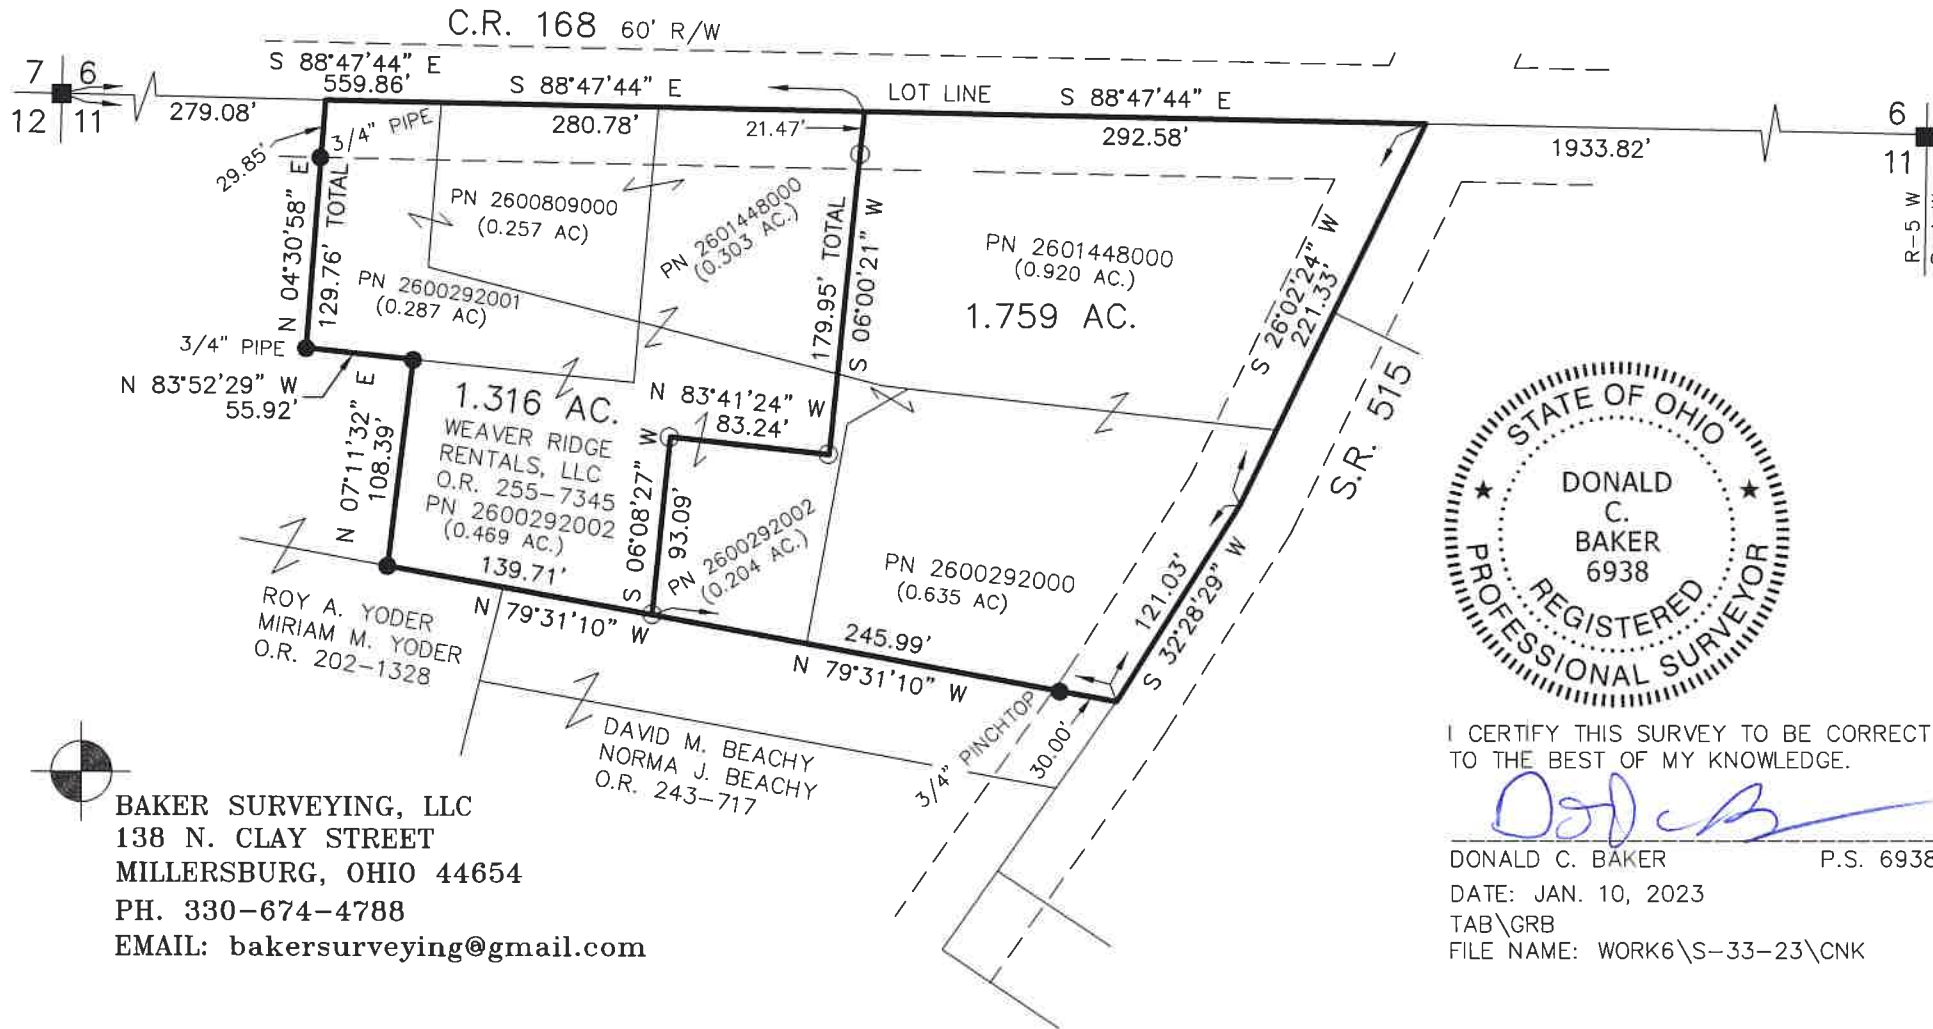 C.R. 168 60' R/W
7 6
12 11
S 88°47'44" E
559.86'
279.08'
S 88°47'44" E
280.78'
LOT LINE
S 88°47'44" E
292.58'
1933.82'
6
11
R-5 W
21.47'
3/4" PIPE
29.85'
N 04°30'58" E
129.76' TOTAL
PN 2600809000
(0.257 AC)
PN 2601448000
(0.303 AC.)
179.95' TOTAL
S 06°00'21" W
PN 2601448000
(0.920 AC.)
1.759 AC.
S 26°02'24" W
221.33'
S.R. 515
PN 2600292001
(0.287 AC)
3/4" PIPE
N 83°52'29" W
55.92'
N 07°11'32" E
108.39'
1.316 AC.
WEAVER RIDGE
RENTALS, LLC
O.R. 255-7345
PN 2600292002
(0.469 AC.)
139.71'
N 79°31'10" W
N 83°41'24" W
83.24'
S 06°08'27" W
93.09'
PN 2600292002
(0.204 AC.)
PN 2600292000
(0.635 AC)
245.99'
N 79°31'10" W
121.03'
S 32°28'29" W
3/4" PINCHTOP
30.00'
ROY A. YODER
MIRIAM M. YODER
O.R. 202-1328
DAVID M. BEACHY
NORMA J. BEACHY
O.R. 243-717
BAKER SURVEYING, LLC
138 N. CLAY STREET
MILLERSBURG, OHIO 44654
PH. 330-674-4788
EMAIL: bakersurveying@gmail.com
STATE OF OHIO
DONALD
C.
BAKER
6938
REGISTERED
PROFESSIONAL SURVEYOR
I CERTIFY THIS SURVEY TO BE CORRECT
TO THE BEST OF MY KNOWLEDGE.
DONALD C. BAKER P.S. 6938
DATE: JAN. 10, 2023
TAB\GRB
FILE NAME: WORK6\S-33-23\CNK